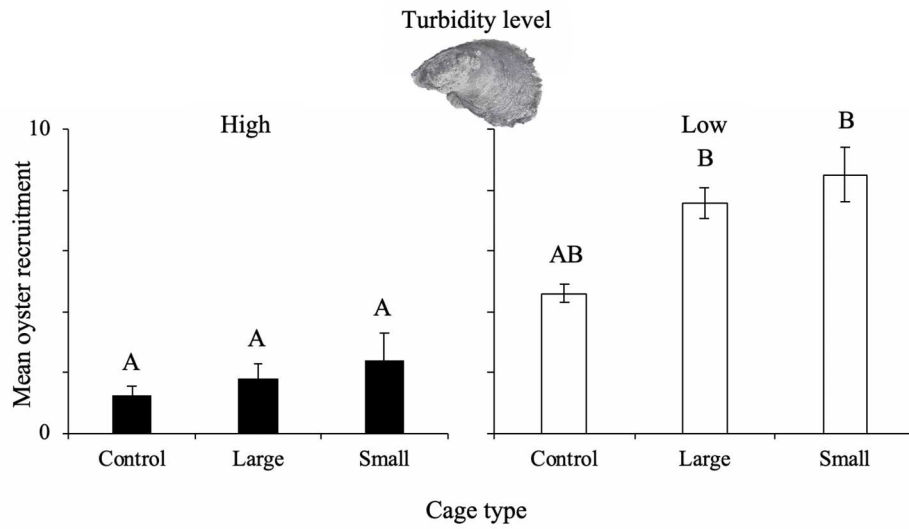 Turbidity level
High
Low
10
0
Mean oyster recruitment
A
A
A
AB
B
B
Control
Large
Small
Control
Large
Small
Cage type